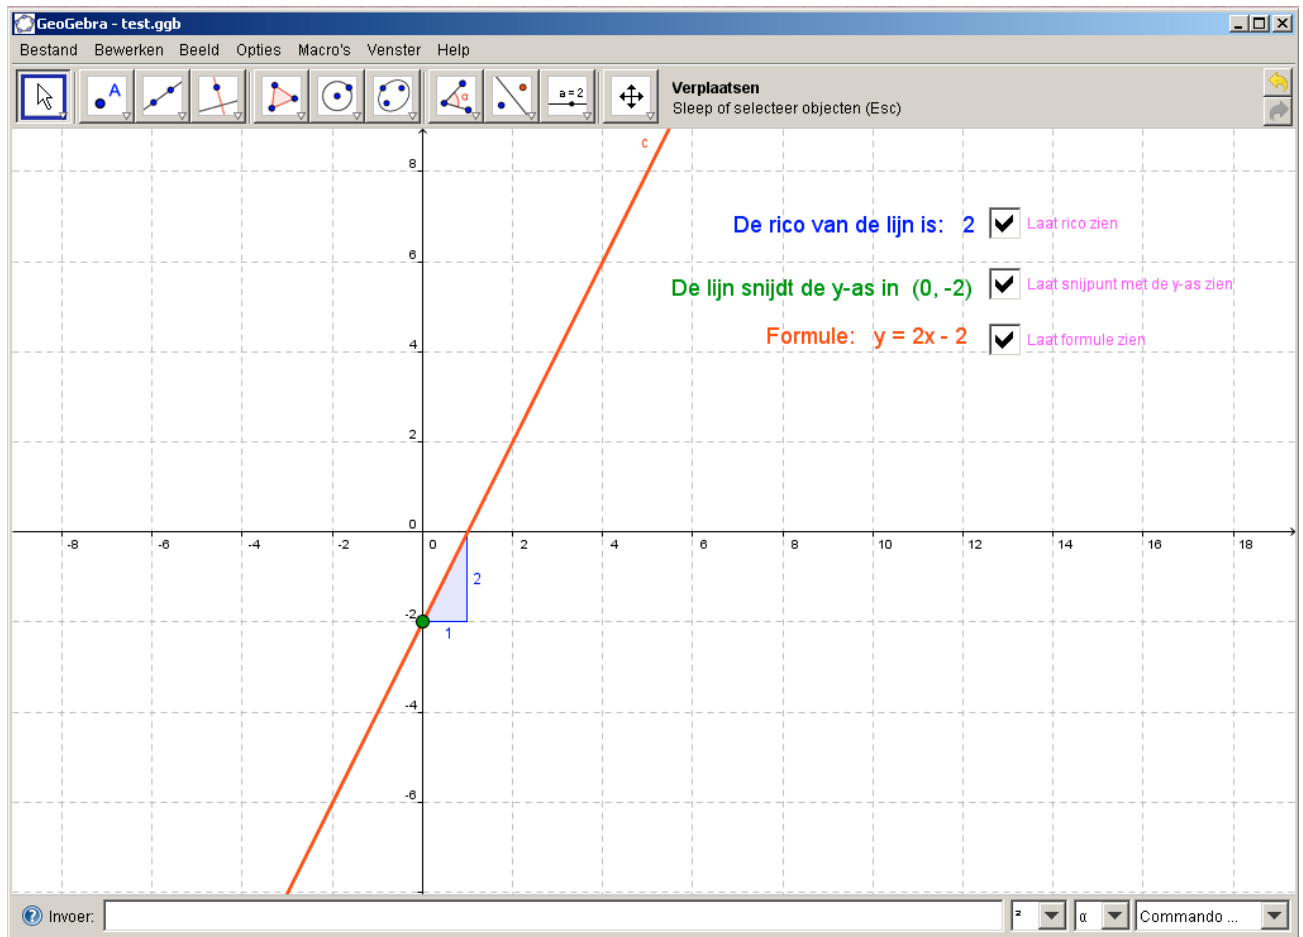 GeoGebra - test.ggb
Bestand Bewerken Beeld Opties Macro's Venster Help
A
α
a = 2
Verplaatsen
Sleep of selecteer objecten (Esc)
c
8
De rico van de lijn is: 2 Laat rico zien
6
De lijn snijdt de y-as in (0, -2) Laat snijpunt met de y-as zien
Formule: y = 2x - 2 Laat formule zien
4
2
0
-8 -6 -4 -2 0 2 4 6 8 10 12 14 16 18
2
-2
1
-4
-6
Invoer: ² α Commando ...